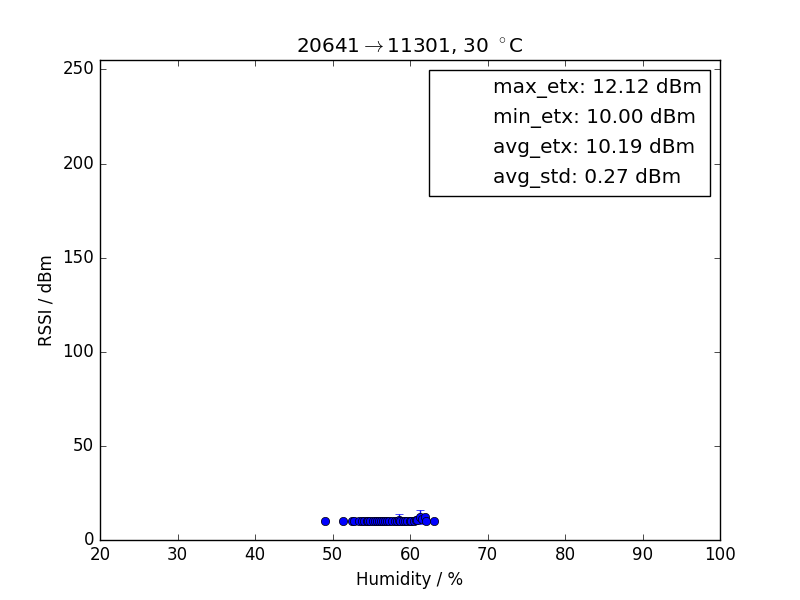 20641→11301, 30 °C
max_etx: 12.12 dBm
min_etx: 10.00 dBm
avg_etx: 10.19 dBm
avg_std: 0.27 dBm
RSSI / dBm
250
200
150
100
50
0
20 30 40 50 60 70 80 90 100
Humidity / %